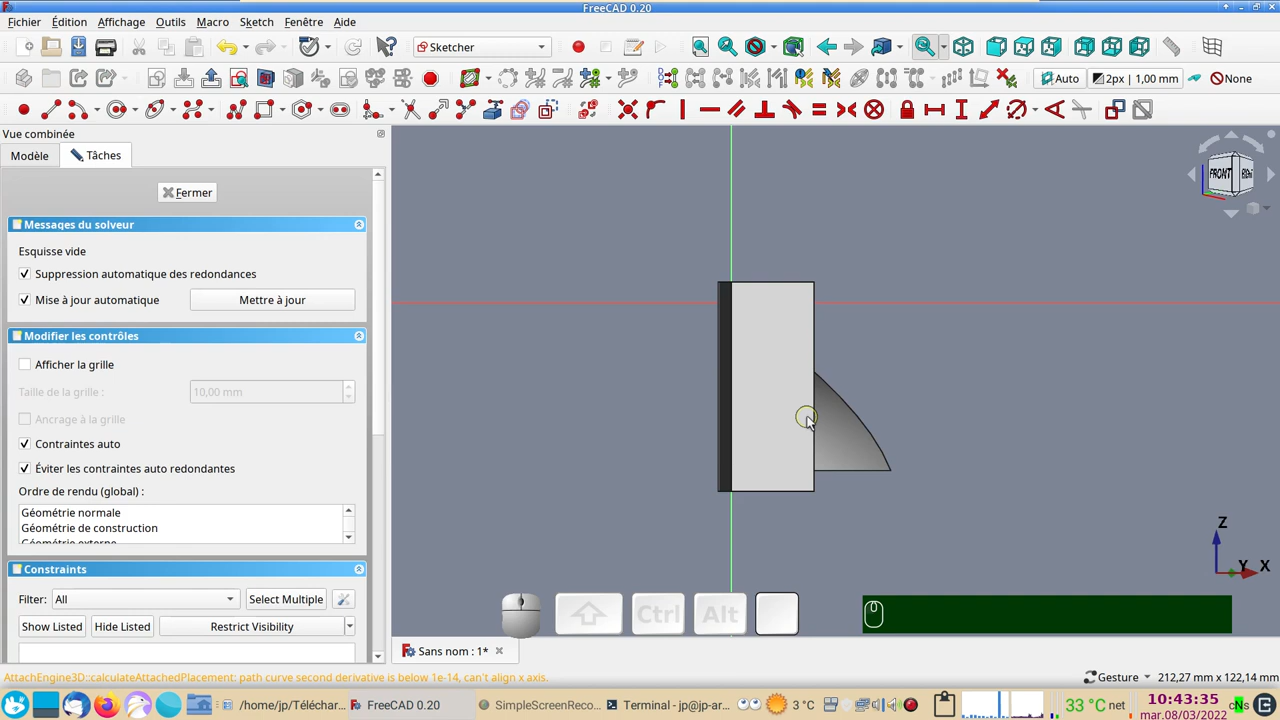 FreeCAD 0.20
Fichier Édition Affichage Outils Macro Sketch Fenêtre Aide
Sketcher
Auto 2px | 1,00 mm None
Vue combinée
Modèle Tâches
Fermer
Messages du solveur
Esquisse vide
Suppression automatique des redondances
Mise à jour automatique Mettre à jour
Modifier les contrôles
Afficher la grille
Taille de la grille : 10,00 mm
Ancrage à la grille
Contraintes auto
Éviter les contraintes auto redondantes
Ordre de rendu (global) :
Géométrie normale
Géométrie de construction
Géométrie externe
Constraints
Filter: All Select Multiple
Show Listed Hide Listed Restrict Visibility
FRONT
Z
Y X
Ctrl Alt
Sans nom : 1*
AttachEngine3D::calculateAttachedPlacement: path curve second derivative is below 1e-14, can't align x axis.
Gesture 212,27 mm x 122,14 mm
/home/jp/Téléchar... FreeCAD 0.20 SimpleScreenReco... Terminal - jp@jp-ar... 3°C 33 °C net 10:43:35
mar.08/03/2022